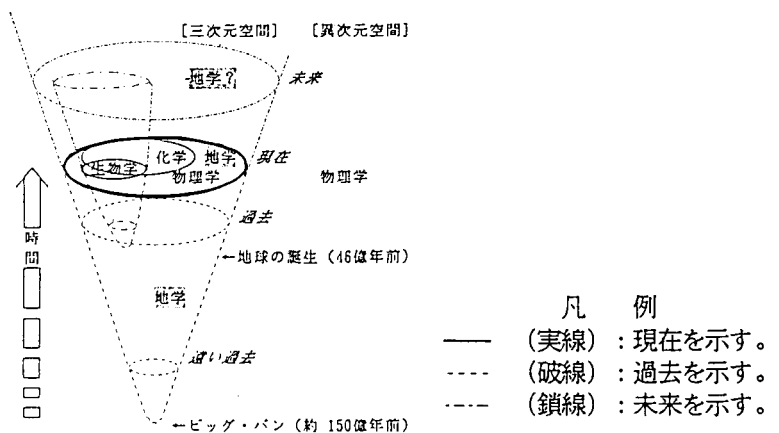 [三次元空間] [異次元空間]
地学? 未来
化学 地学 現在
生物学
物理学 物理学
過去
時間
←地球の誕生(46億年前)
地学
凡 例
(実線):現在を示す。
遠い過去
(破線):過去を示す。
(鎖線):未来を示す。
←ビッグ・バン(約 150億年前)